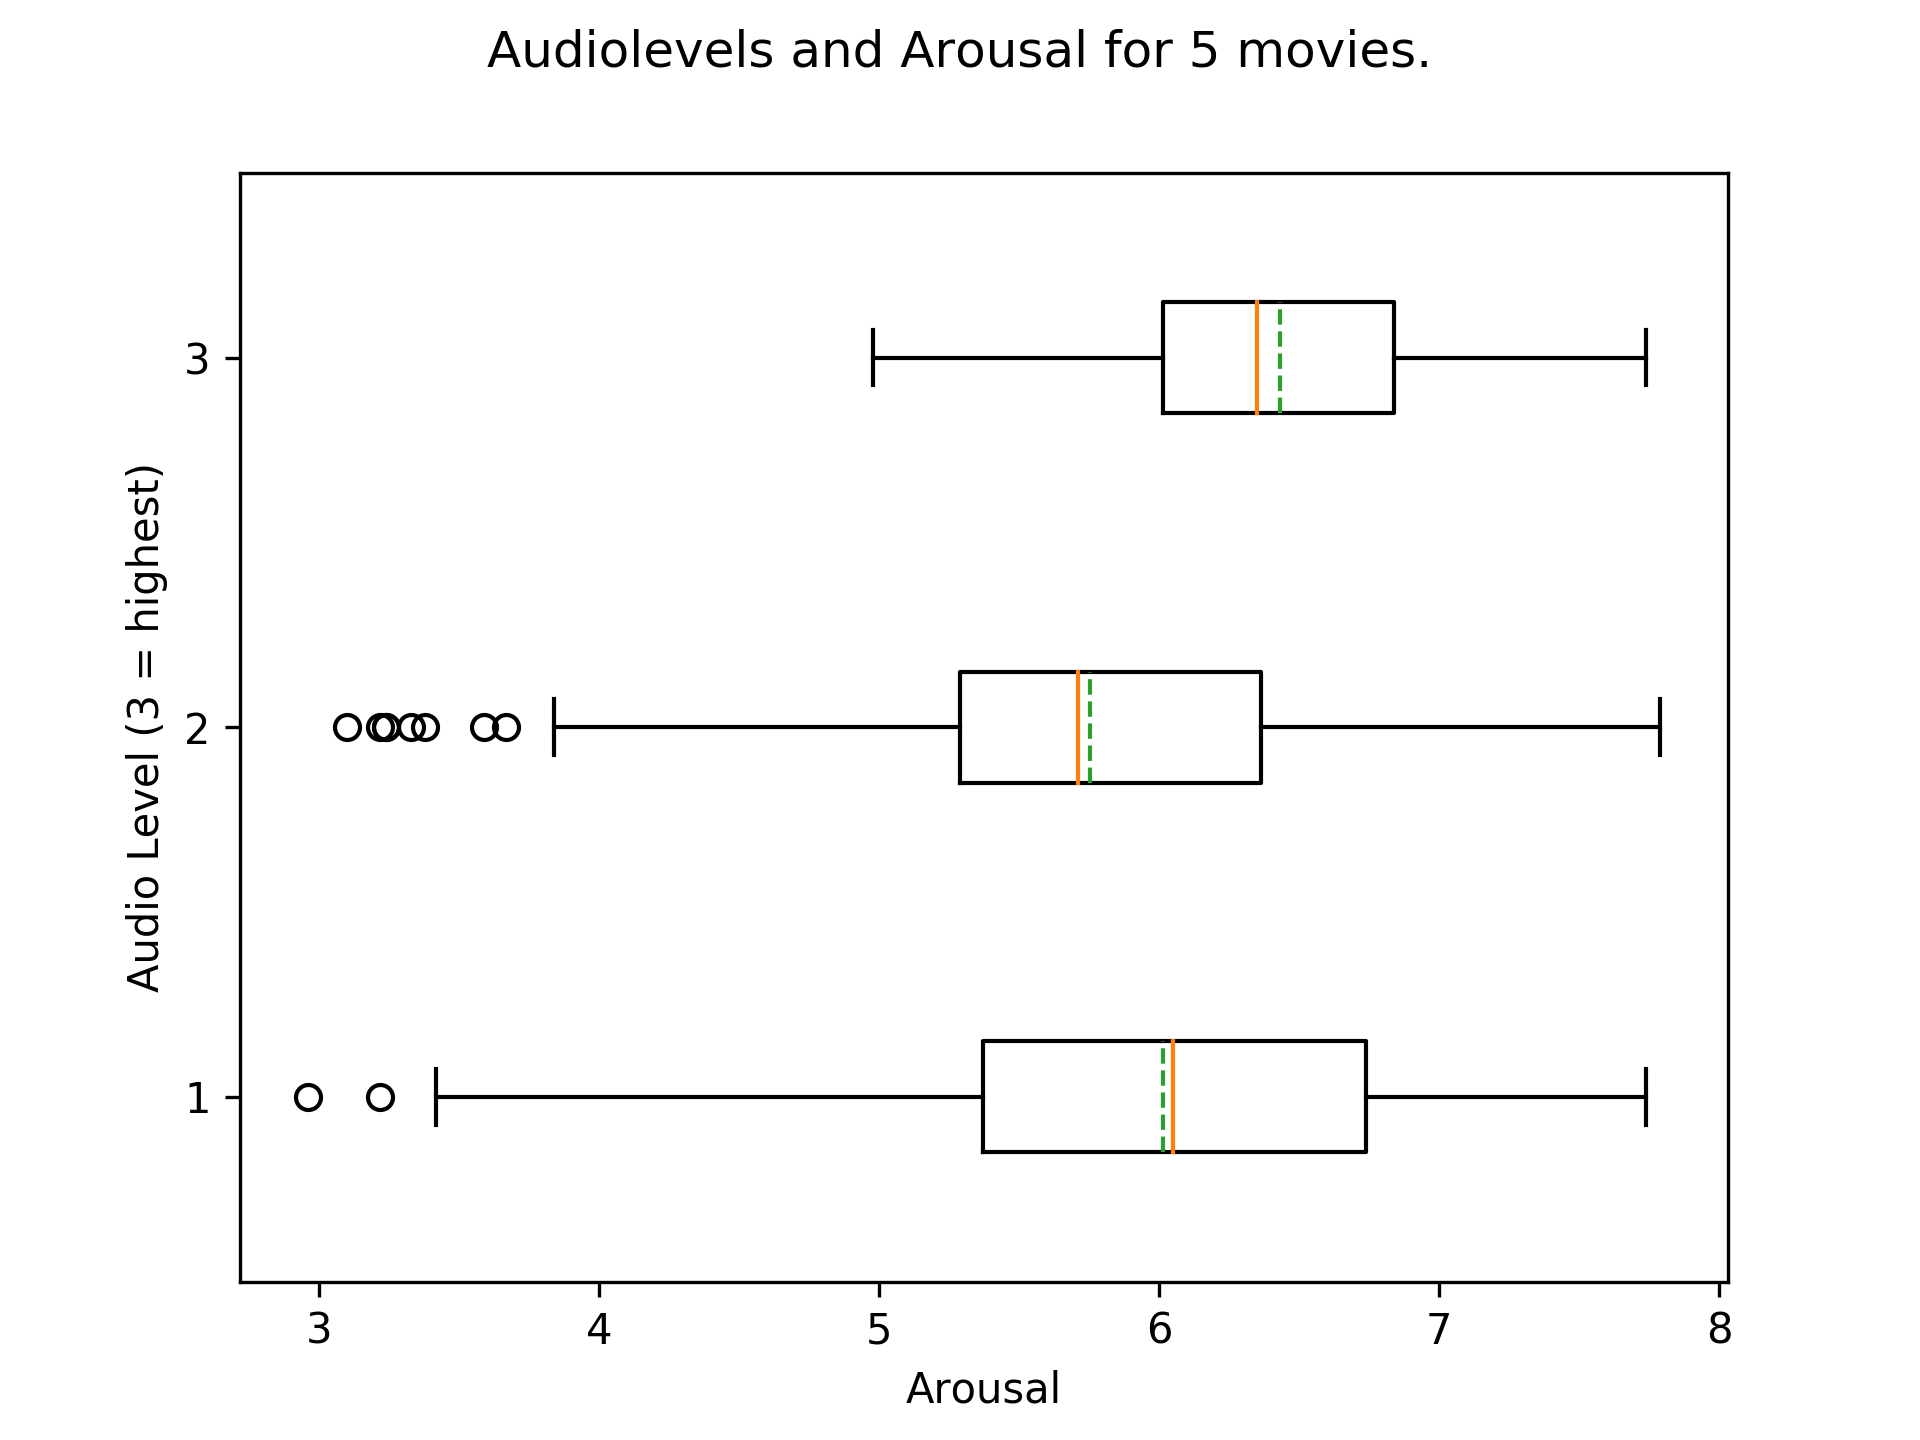 Audiolevels and Arousal for 5 movies.
Audio Level (3 = highest)
3
2
1
3 4 5 6 7 8
Arousal